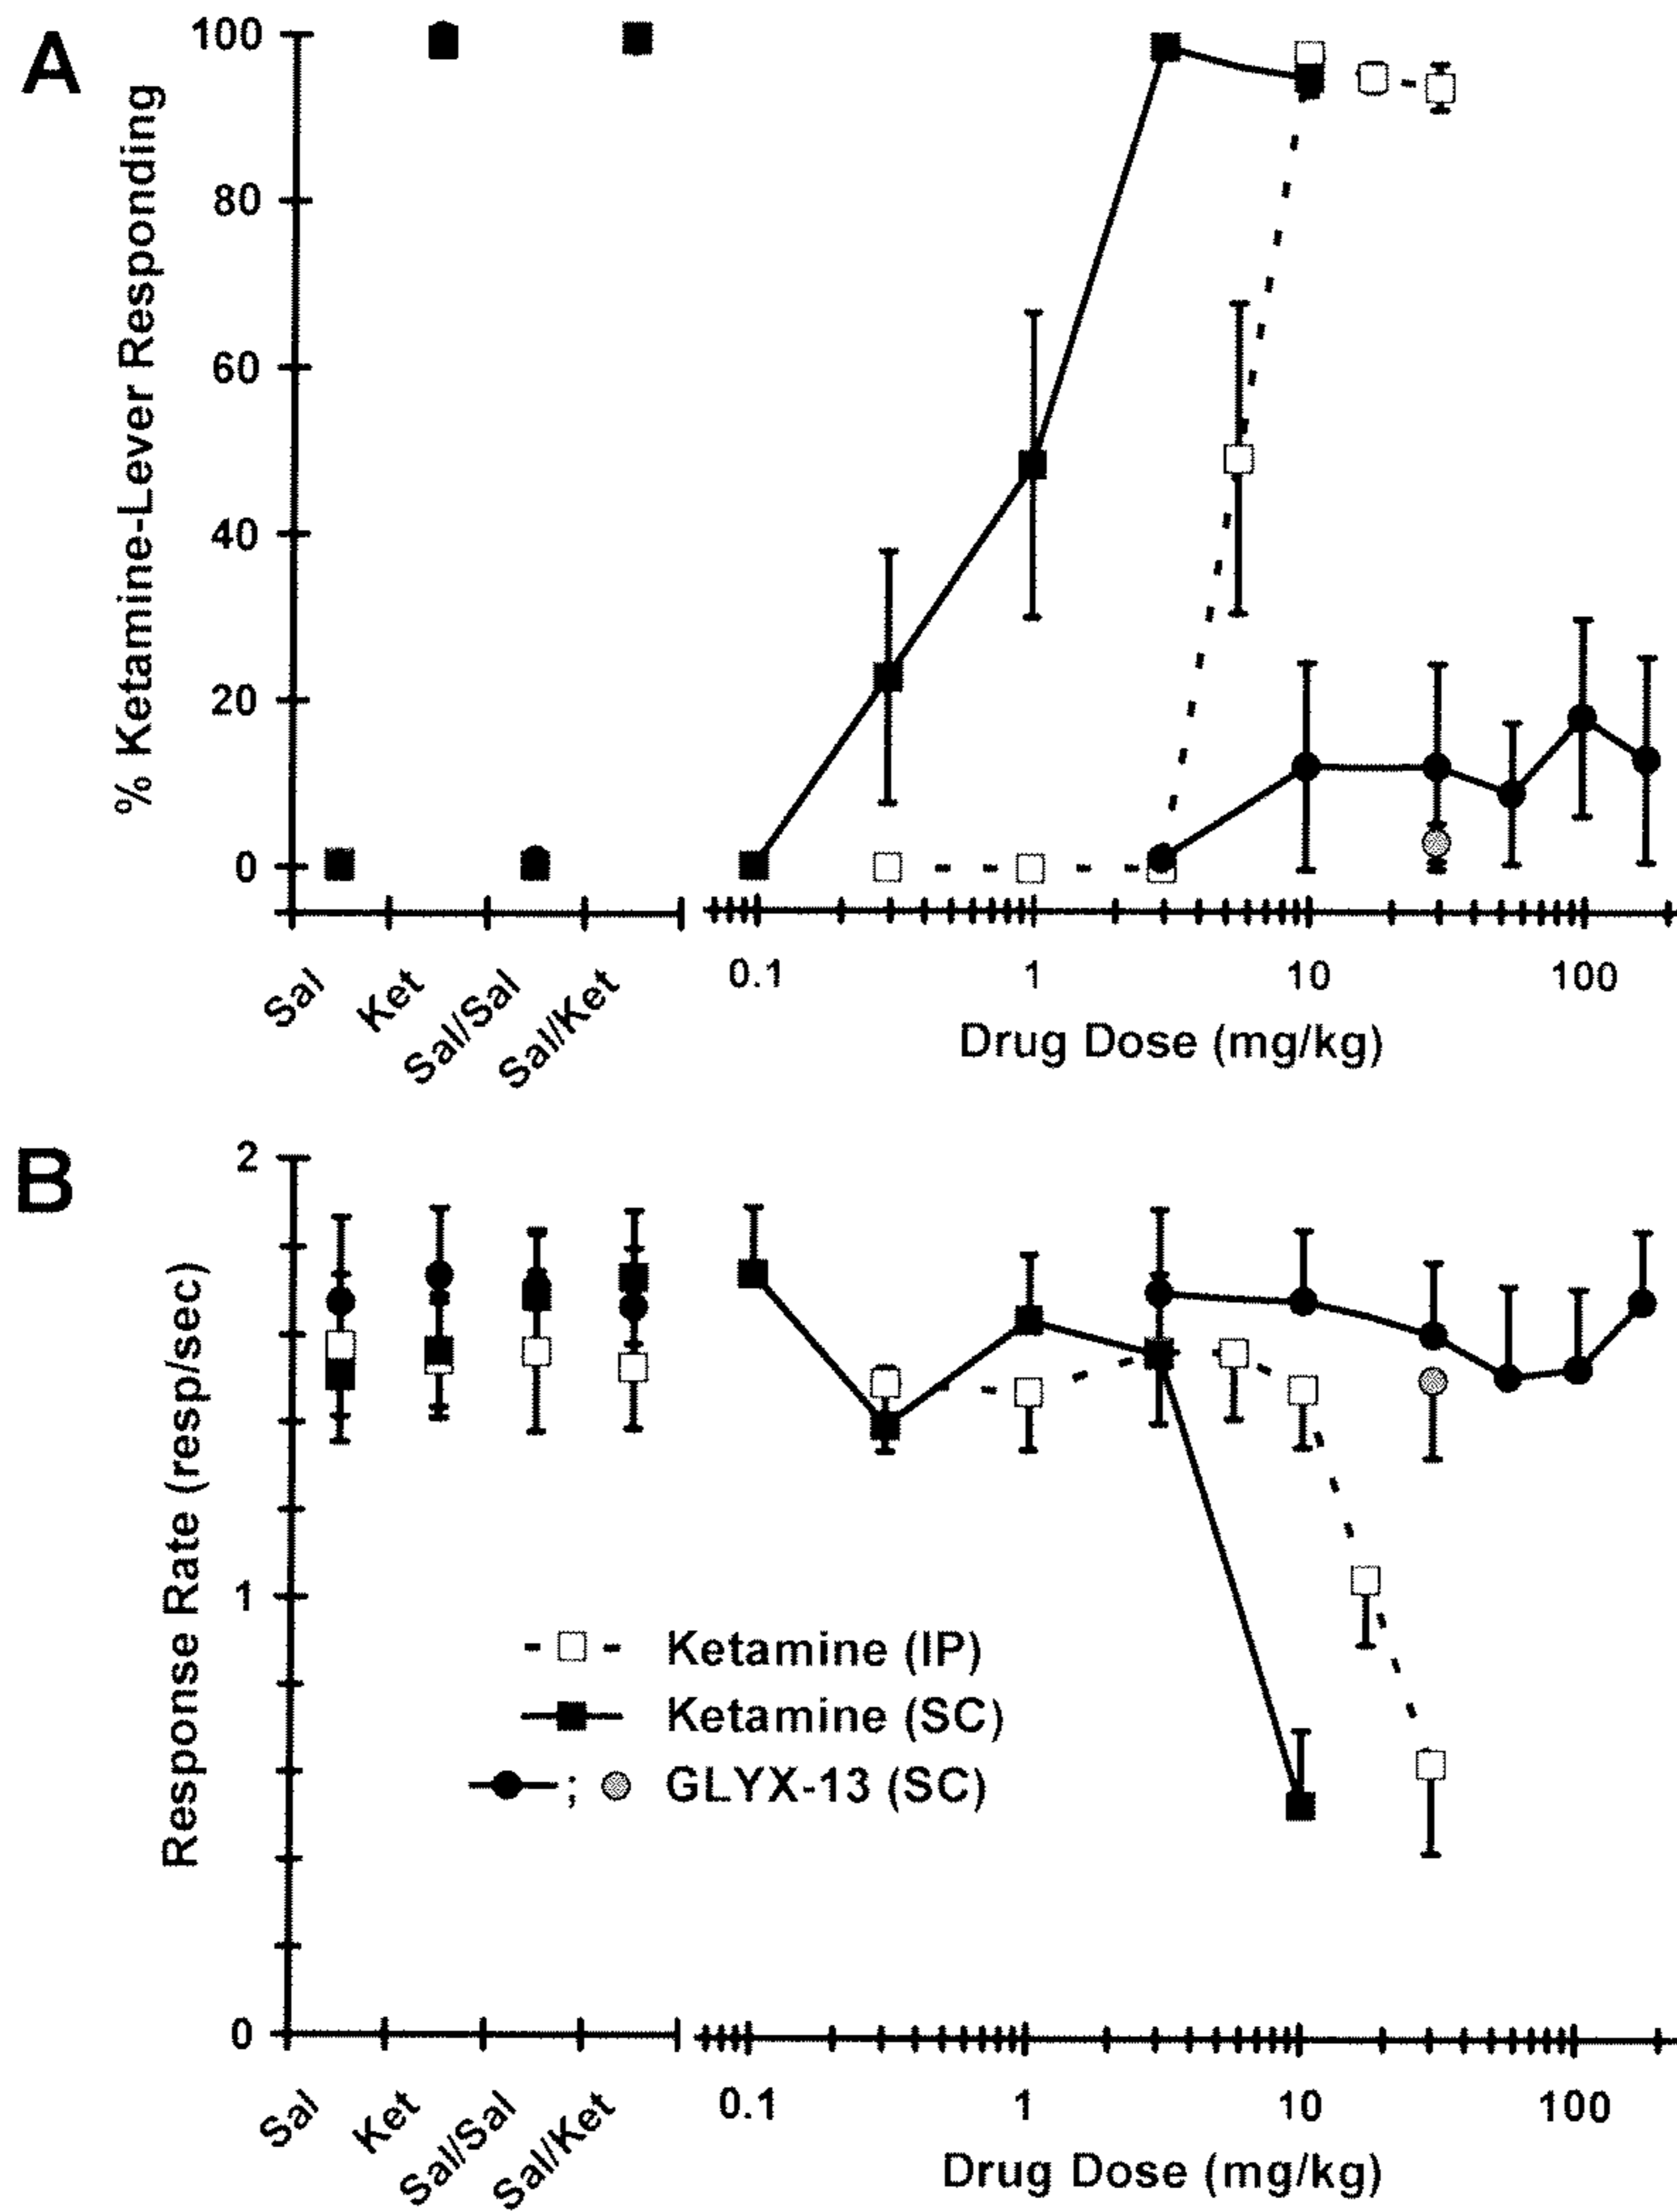 A
100
80
60
40
20
0
% Ketamine-Lever Responding
Sal
Ket
Sal/Sal
Sal/Ket
0.1
1
10
100
Drug Dose (mg/kg)
B
2
1
0
Response Rate (resp/sec)
- □ - Ketamine (IP)
■ Ketamine (SC)
● ; ● GLYX-13 (SC)
Sal
Ket
Sal/Sal
Sal/Ket
0.1
1
10
100
Drug Dose (mg/kg)